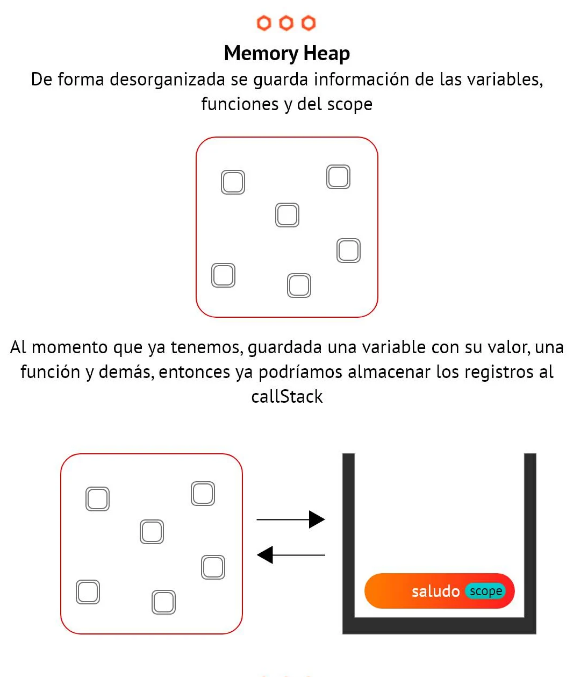 Memory Heap
De forma desorganizada se guarda información de las variables,
funciones y del scope
Al momento que ya tenemos, guardada una variable con su valor, una
función y demás, entonces ya podríamos almacenar los registros al
callStack
saludo scope